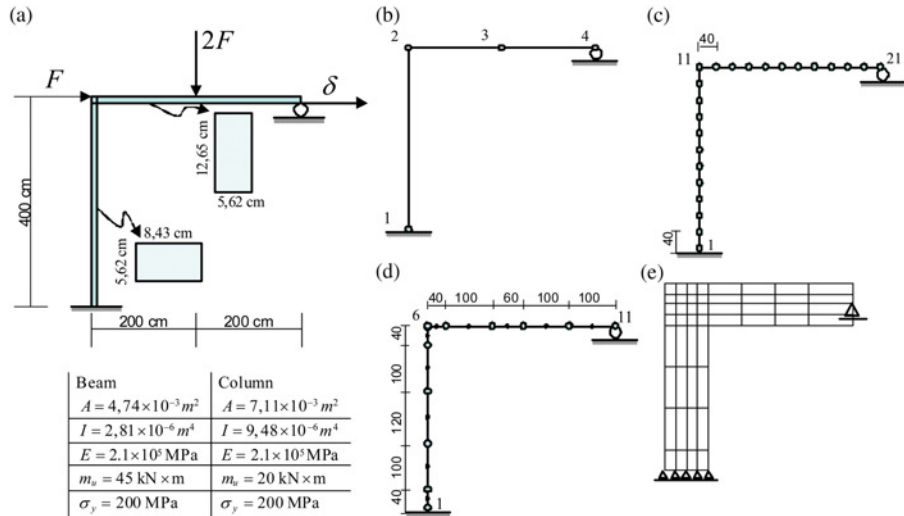 (a)
2F
F
δ
12,65 cm
5,62 cm
400 cm
8,43 cm
5,62 cm
200 cm 200 cm
Beam Column
A = 4,74×10⁻³ m² A = 7,11×10⁻³ m²
I = 2,81×10⁻⁶ m⁴ I = 9,48×10⁻⁶ m⁴
E = 2.1×10⁵ MPa E = 2.1×10⁵ MPa
mᵤ = 45 kN×m mᵤ = 20 kN×m
σᵧ = 200 MPa σᵧ = 200 MPa
(b)
2 3 4
1
(c)
40
11 21
40
1
(d)
40 100 60 100 100
6 11
40
100
120
100
40
1
(e)